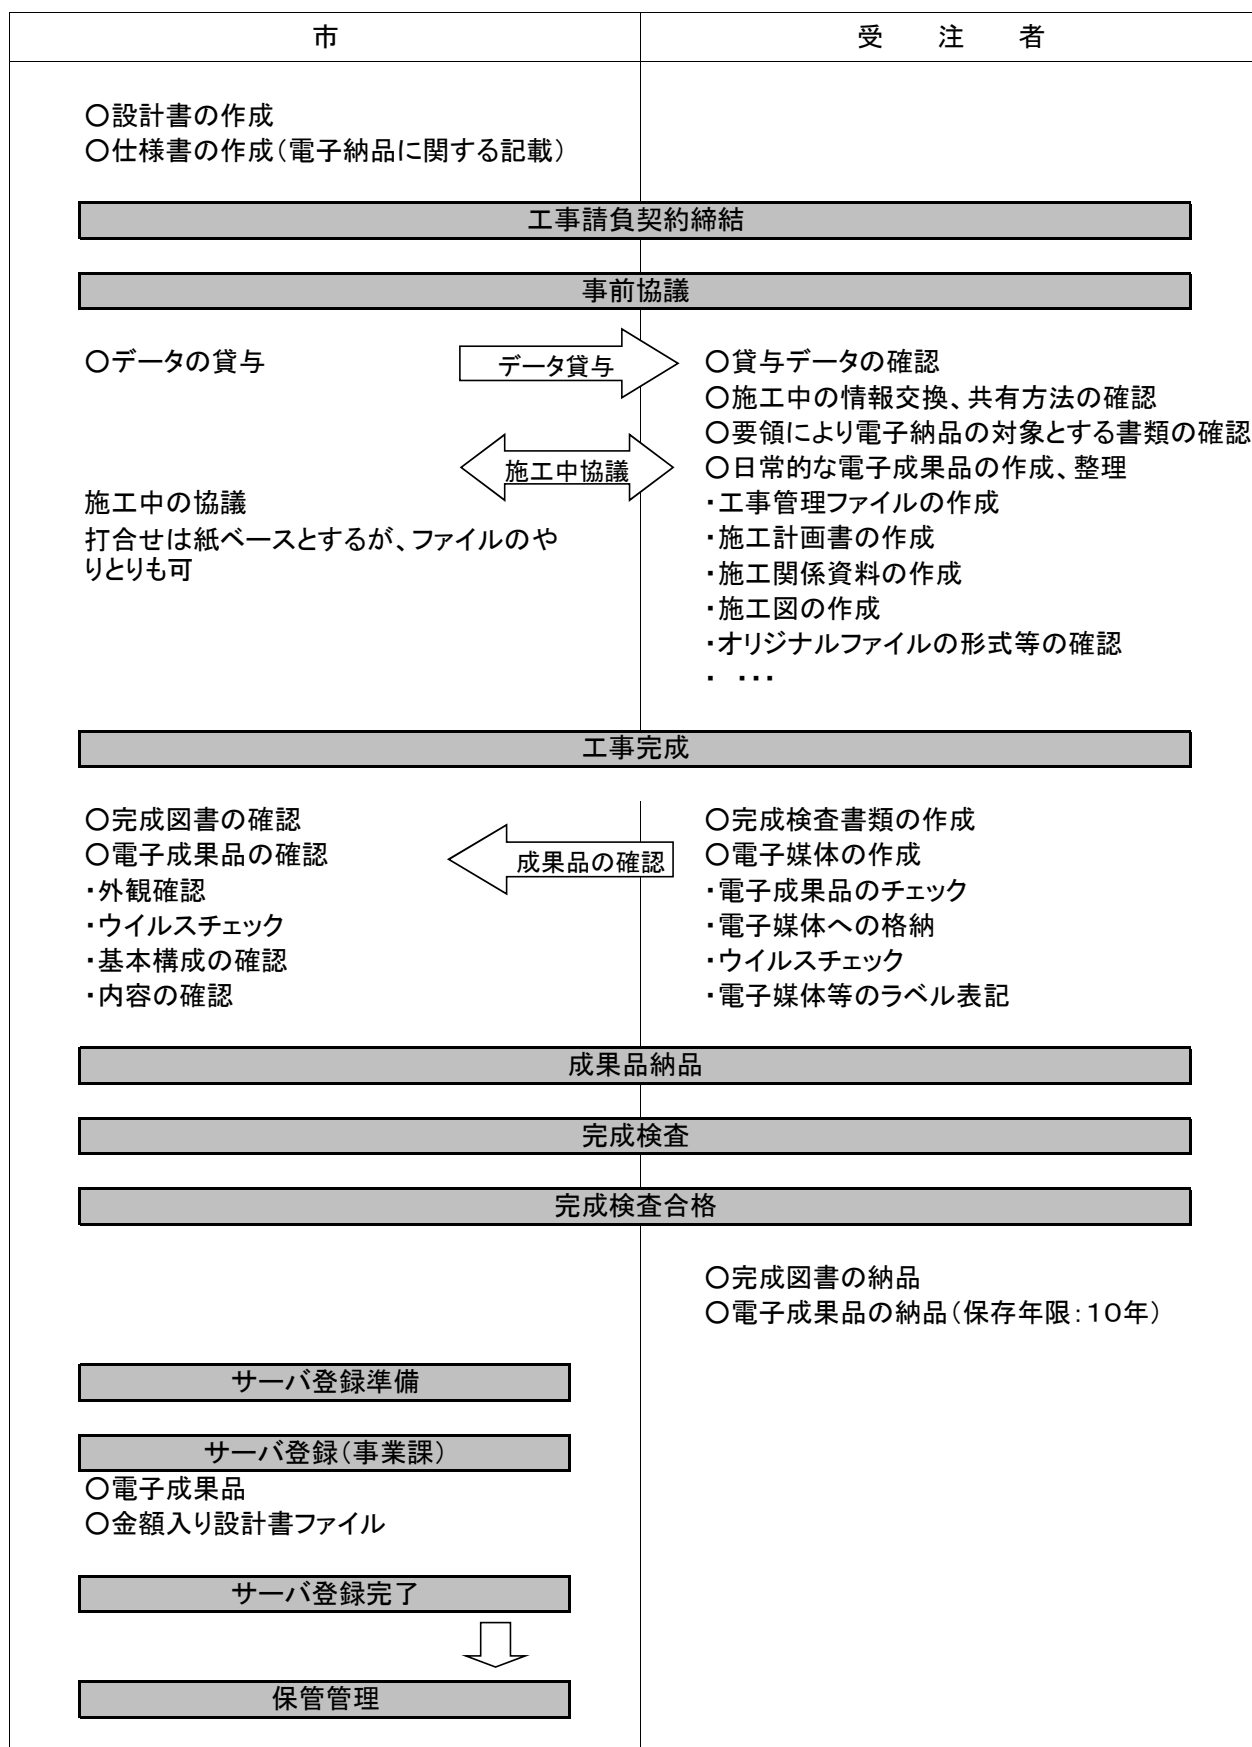 市
受　注　者
○設計書の作成
○仕様書の作成（電子納品に関する記載）
工事請負契約締結
事前協議
○データの貸与
データ貸与
施工中協議
施工中の協議
打合せは紙ベースとするが、ファイルのや
りとりも可
○貸与データの確認
○施工中の情報交換、共有方法の確認
○要領により電子納品の対象とする書類の確認
○日常的な電子成果品の作成、整理
・工事管理ファイルの作成
・施工計画書の作成
・施工関係資料の作成
・施工図の作成
・オリジナルファイルの形式等の確認
・ ・・・
工事完成
○完成図書の確認
○電子成果品の確認
・外観確認
・ウイルスチェック
・基本構成の確認
・内容の確認
成果品の確認
○完成検査書類の作成
○電子媒体の作成
・電子成果品のチェック
・電子媒体への格納
・ウイルスチェック
・電子媒体等のラベル表記
成果品納品
完成検査
完成検査合格
○完成図書の納品
○電子成果品の納品（保存年限：１０年）
サーバ登録準備
サーバ登録（事業課）
○電子成果品
○金額入り設計書ファイル
サーバ登録完了
保管管理